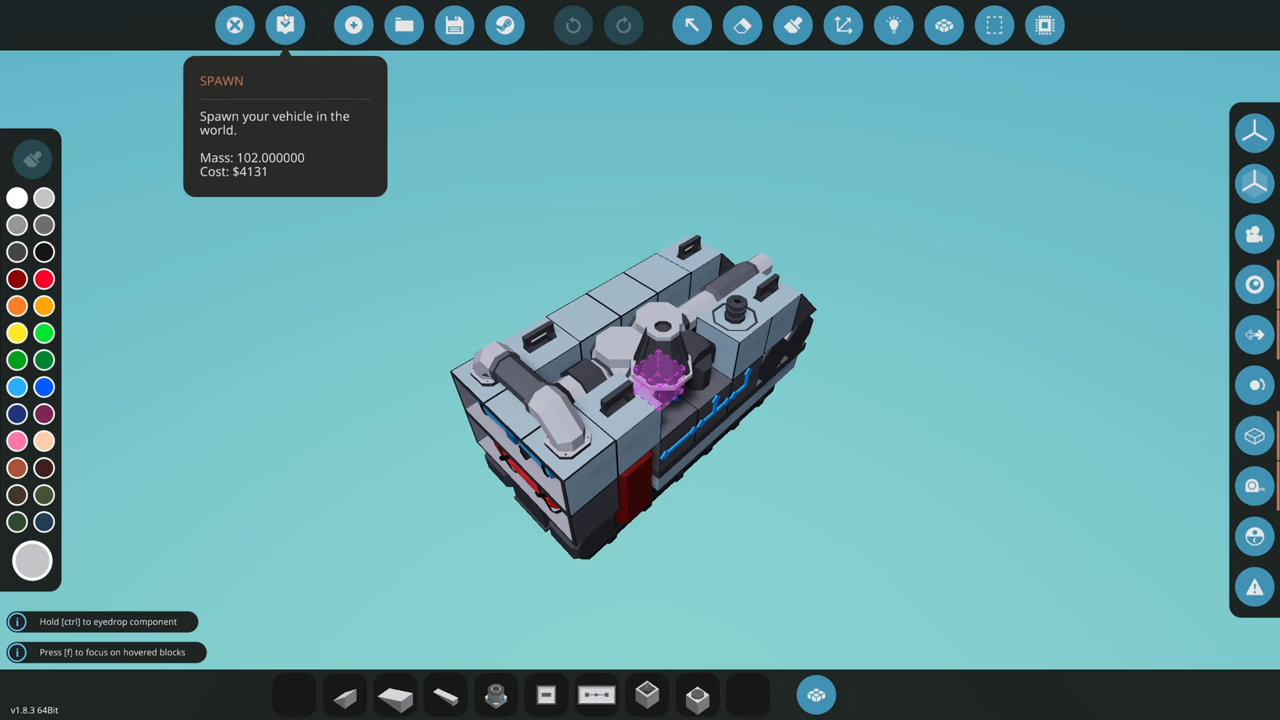 SPAWN
Spawn your vehicle in the
world.
Mass: 102.000000
Cost: $4131
Hold [ctrl] to eyedrop component
Press [f] to focus on hovered blocks
v1.8.3 64Bit